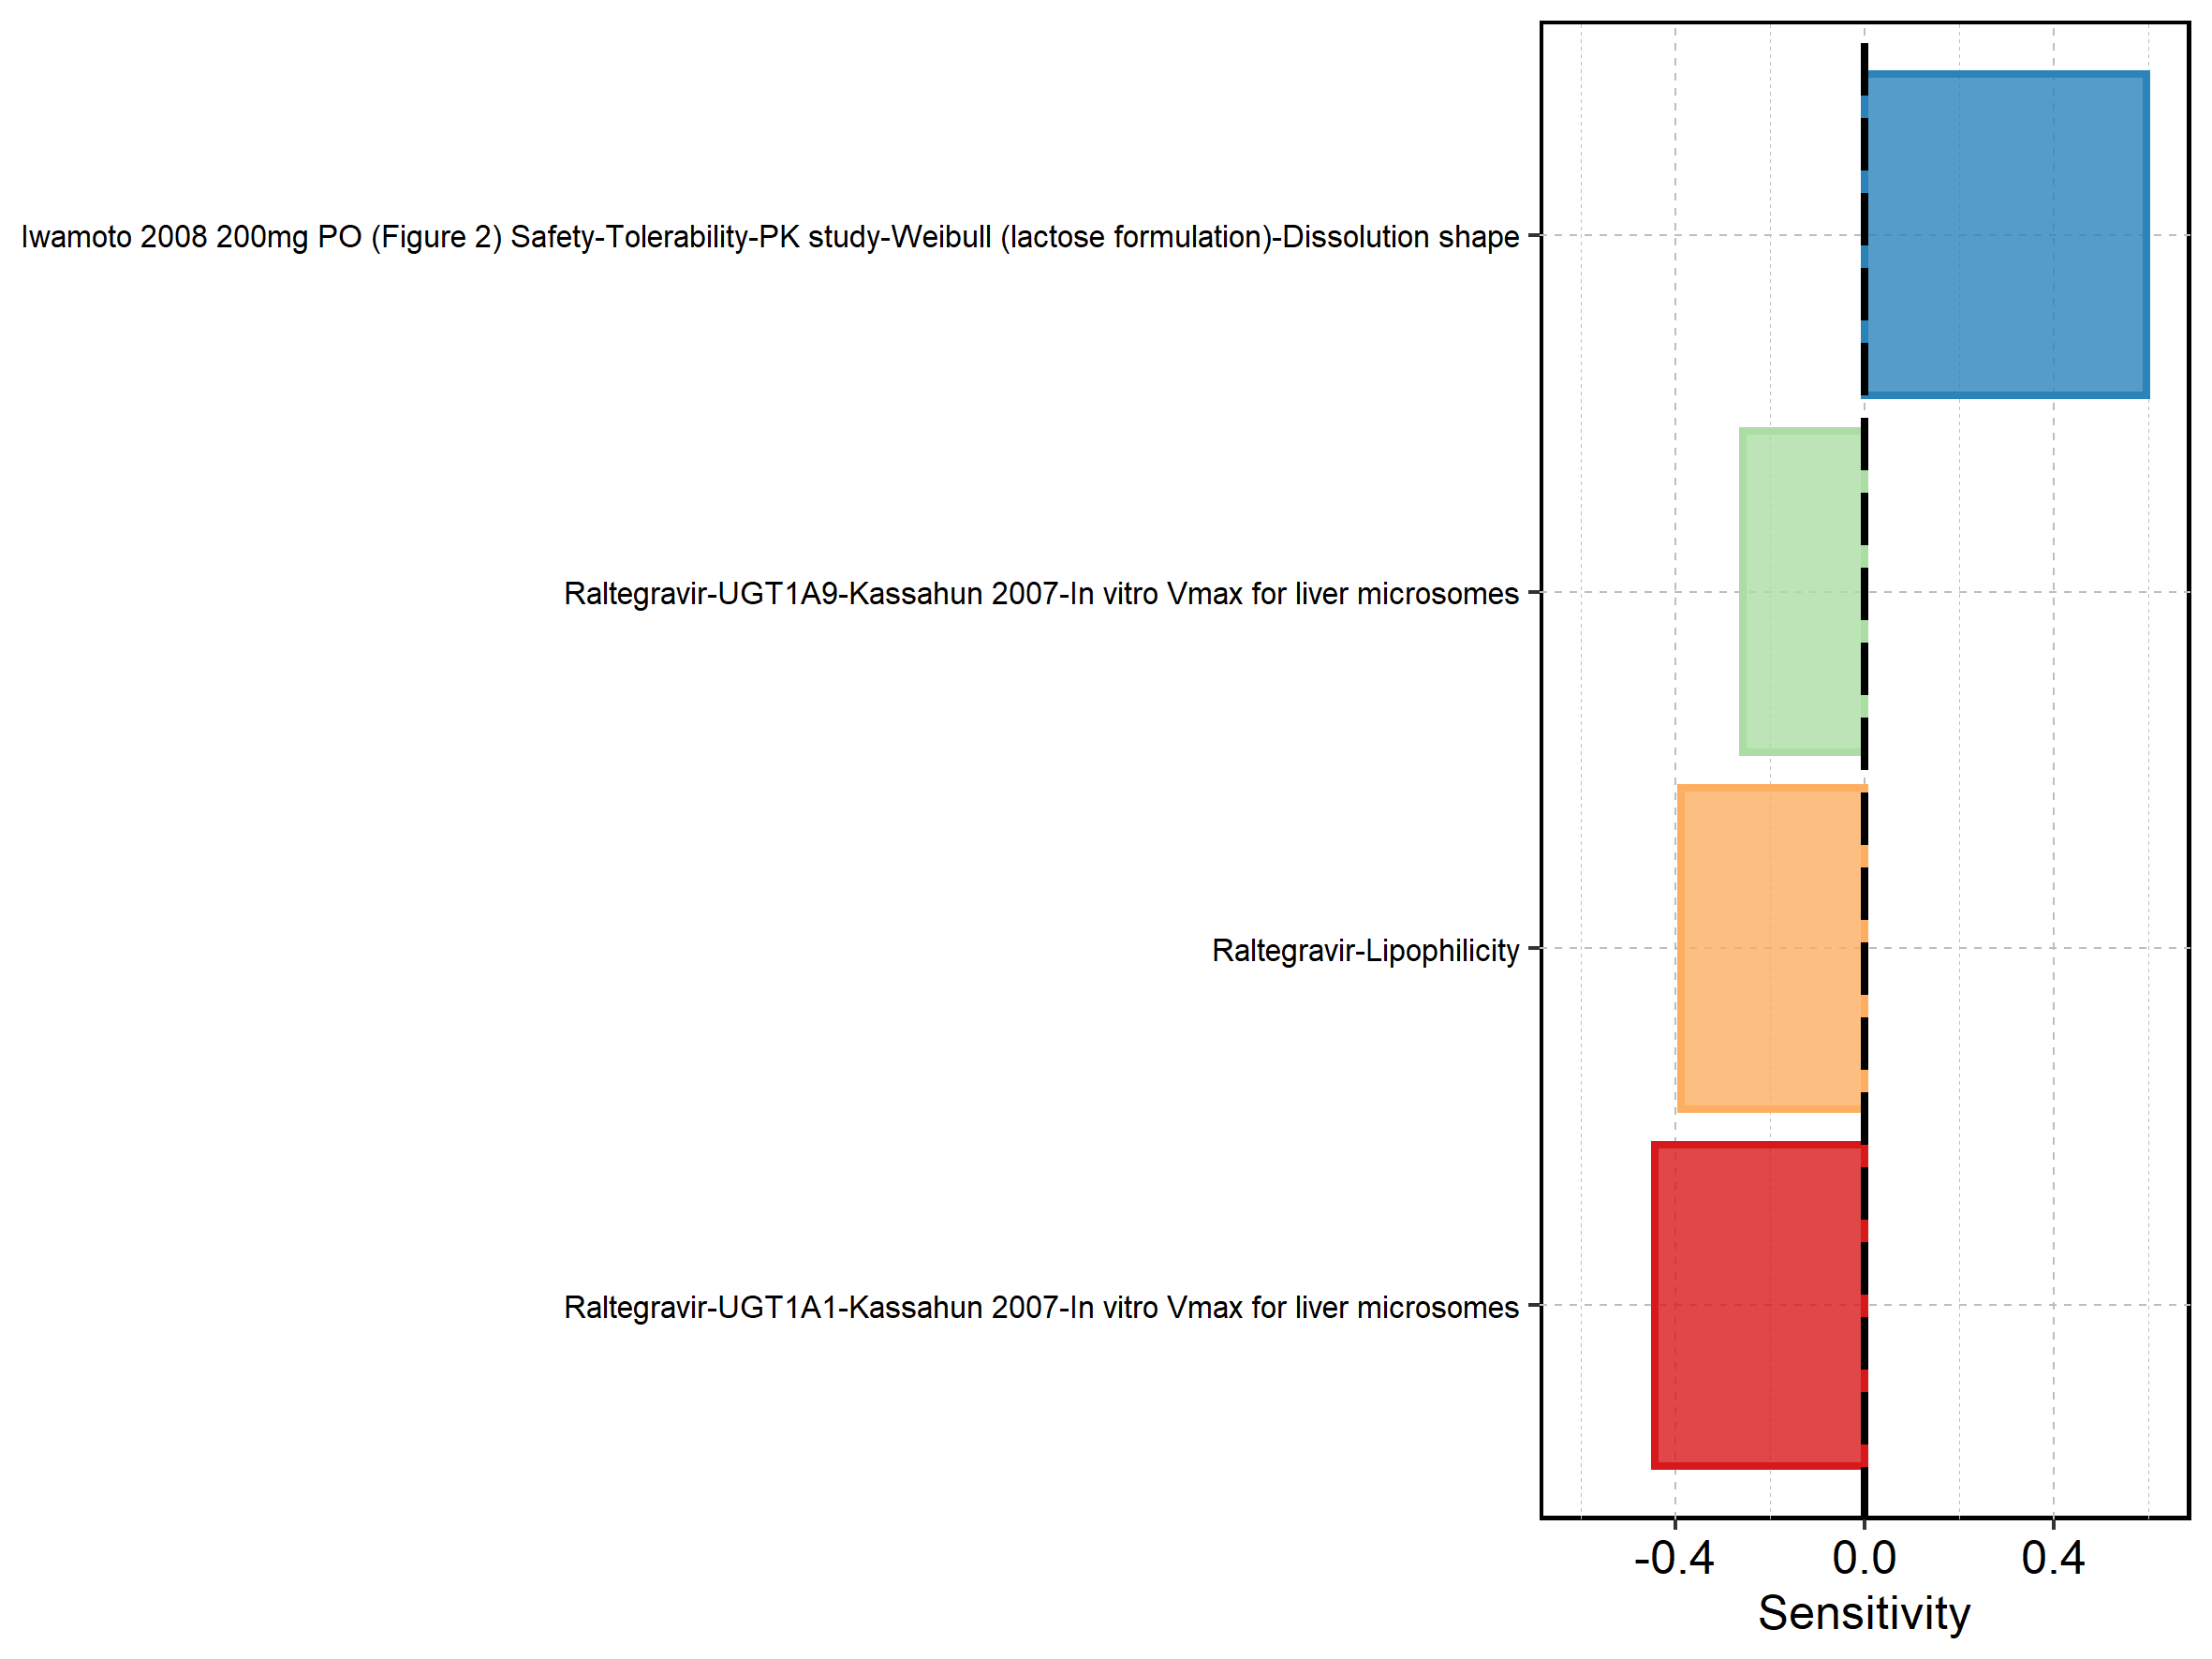 Iwamoto 2008 200mg PO (Figure 2) Safety-Tolerability-PK study-Weibull (lactose formulation)-Dissolution shape
Raltegravir-UGT1A9-Kassahun 2007-In vitro Vmax for liver microsomes
Raltegravir-Lipophilicity
Raltegravir-UGT1A1-Kassahun 2007-In vitro Vmax for liver microsomes
-0.4 0.0 0.4
Sensitivity